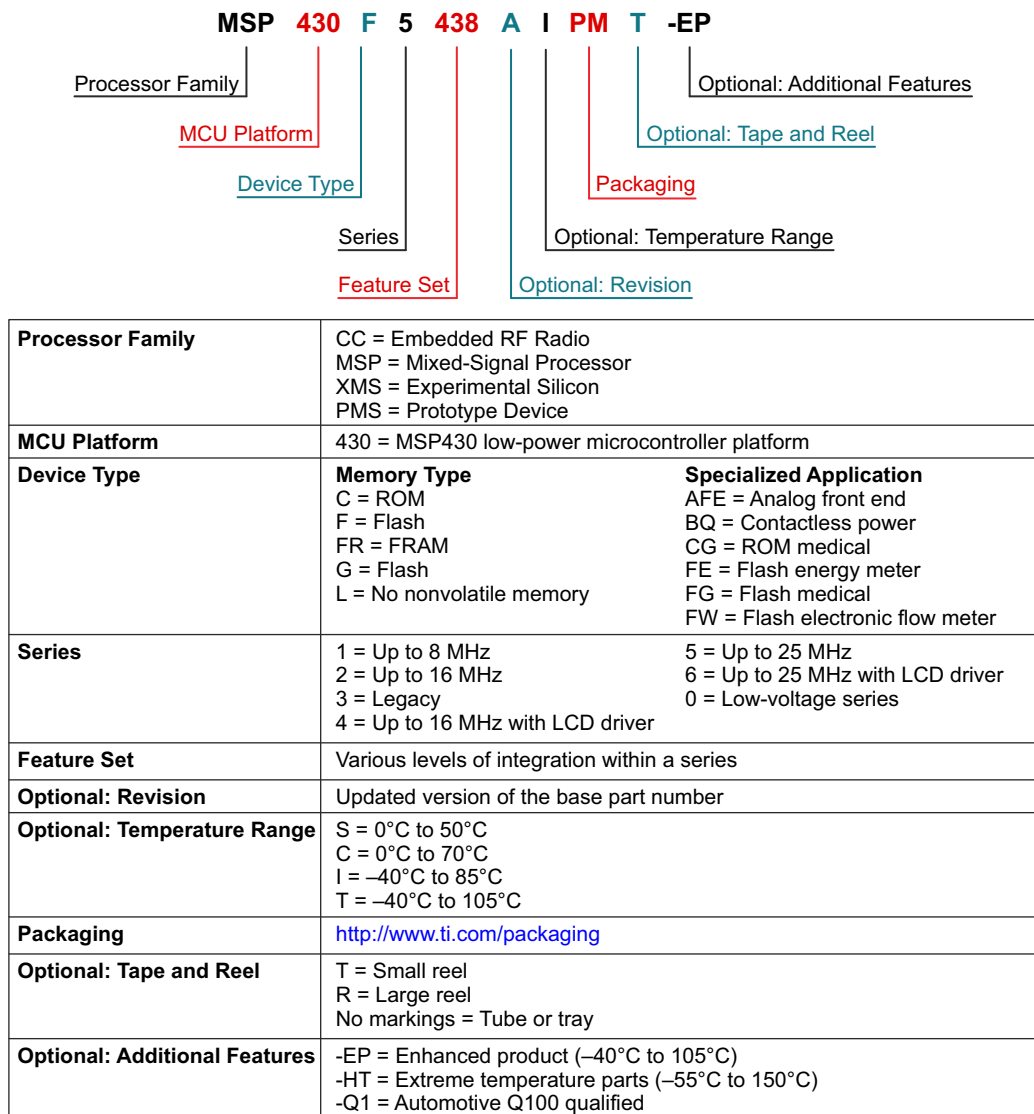 MSP 430 F 5 438 A I PM T -EP
Processor Family
Optional: Additional Features
MCU Platform
Optional: Tape and Reel
Device Type
Packaging
Series
Optional: Temperature Range
Feature Set
Optional: Revision
Processor Family
CC = Embedded RF Radio
MSP = Mixed-Signal Processor
XMS = Experimental Silicon
PMS = Prototype Device
MCU Platform
430 = MSP430 low-power microcontroller platform
Device Type
Memory Type
C = ROM
F = Flash
FR = FRAM
G = Flash
L = No nonvolatile memory
Specialized Application
AFE = Analog front end
BQ = Contactless power
CG = ROM medical
FE = Flash energy meter
FG = Flash medical
FW = Flash electronic flow meter
Series
1 = Up to 8 MHz
2 = Up to 16 MHz
3 = Legacy
4 = Up to 16 MHz with LCD driver
5 = Up to 25 MHz
6 = Up to 25 MHz with LCD driver
0 = Low-voltage series
Feature Set
Various levels of integration within a series
Optional: Revision
Updated version of the base part number
Optional: Temperature Range
S = 0°C to 50°C
C = 0°C to 70°C
I = –40°C to 85°C
T = –40°C to 105°C
Packaging
http://www.ti.com/packaging
Optional: Tape and Reel
T = Small reel
R = Large reel
No markings = Tube or tray
Optional: Additional Features
-EP = Enhanced product (–40°C to 105°C)
-HT = Extreme temperature parts (–55°C to 150°C)
-Q1 = Automotive Q100 qualified